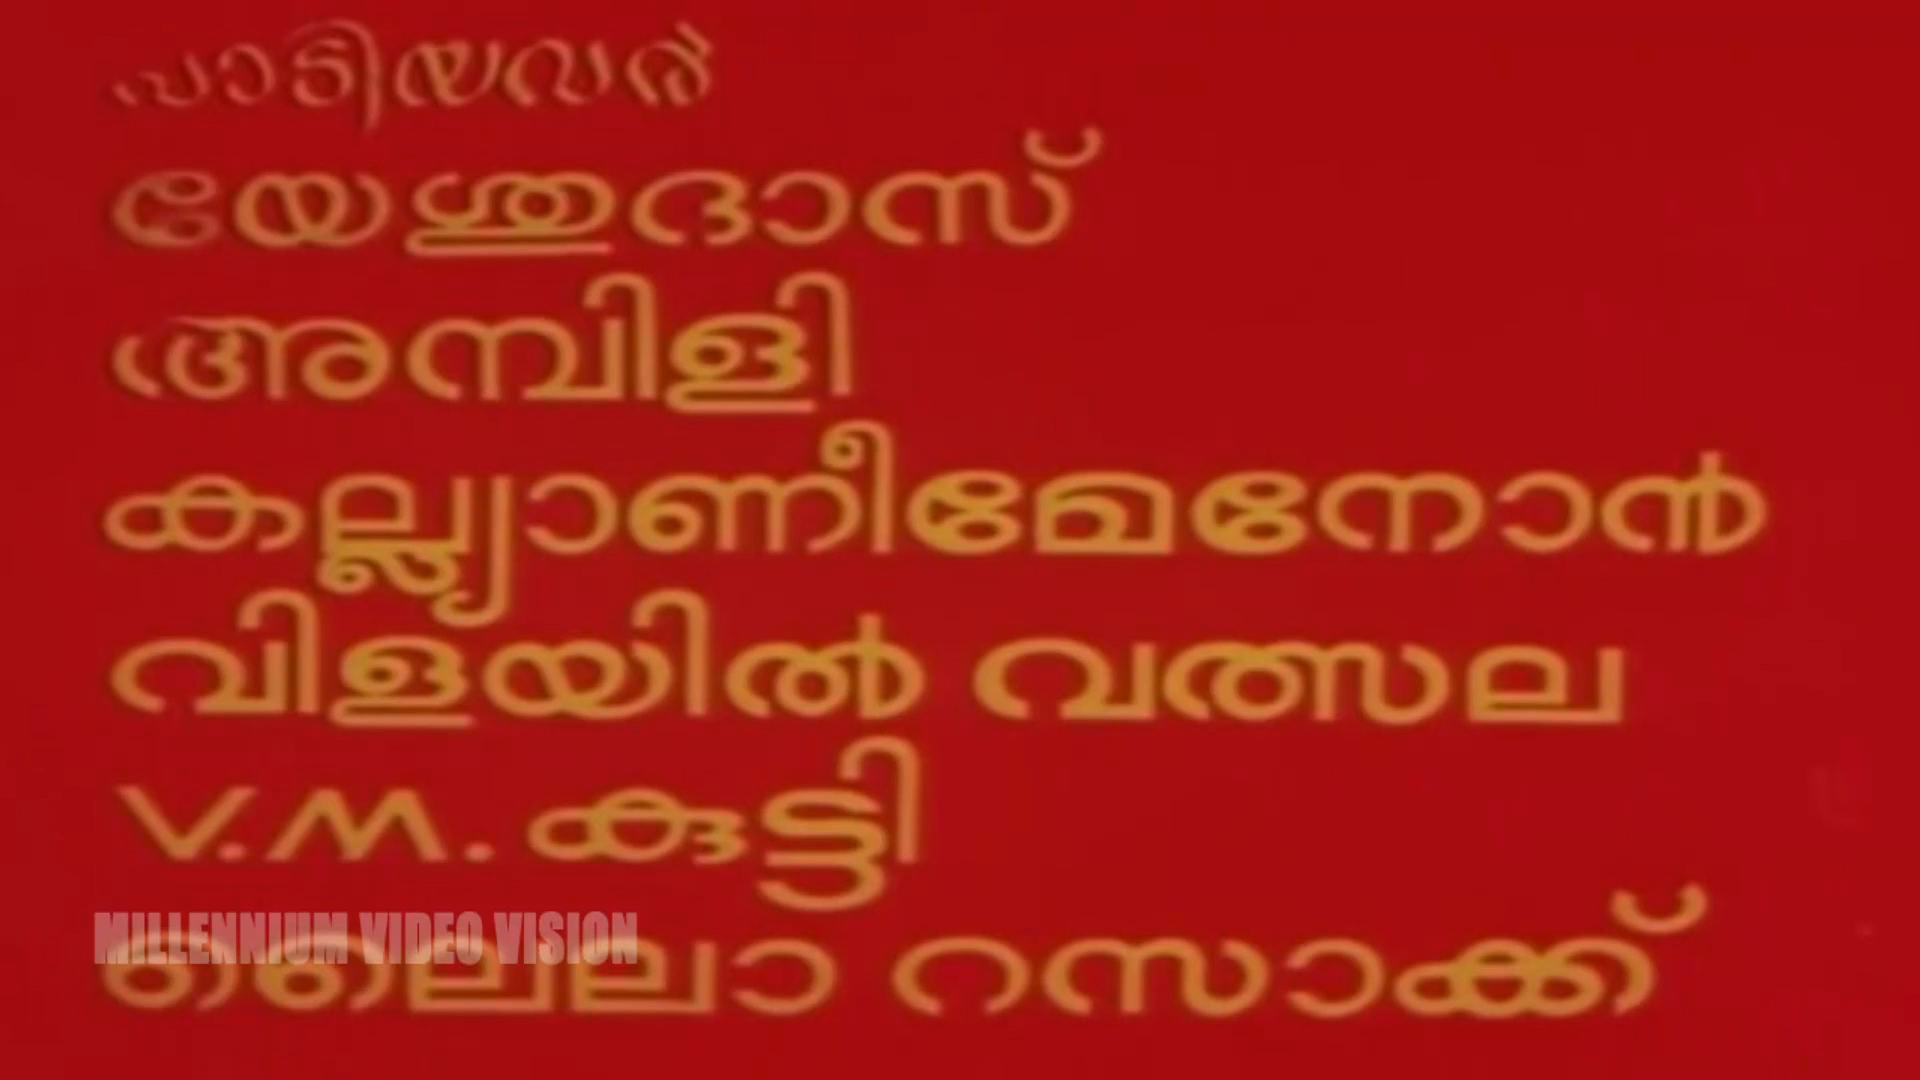 പാടിയവർ
യേശുദാസ്
അമ്പിളി
കല്ല്യാണീമേനോൻ
വിളയിൽ വത്സല
V.M. കുട്ടി
MILLENNIUM VIDEO VISION
ലൈലാ റസാക്ക്